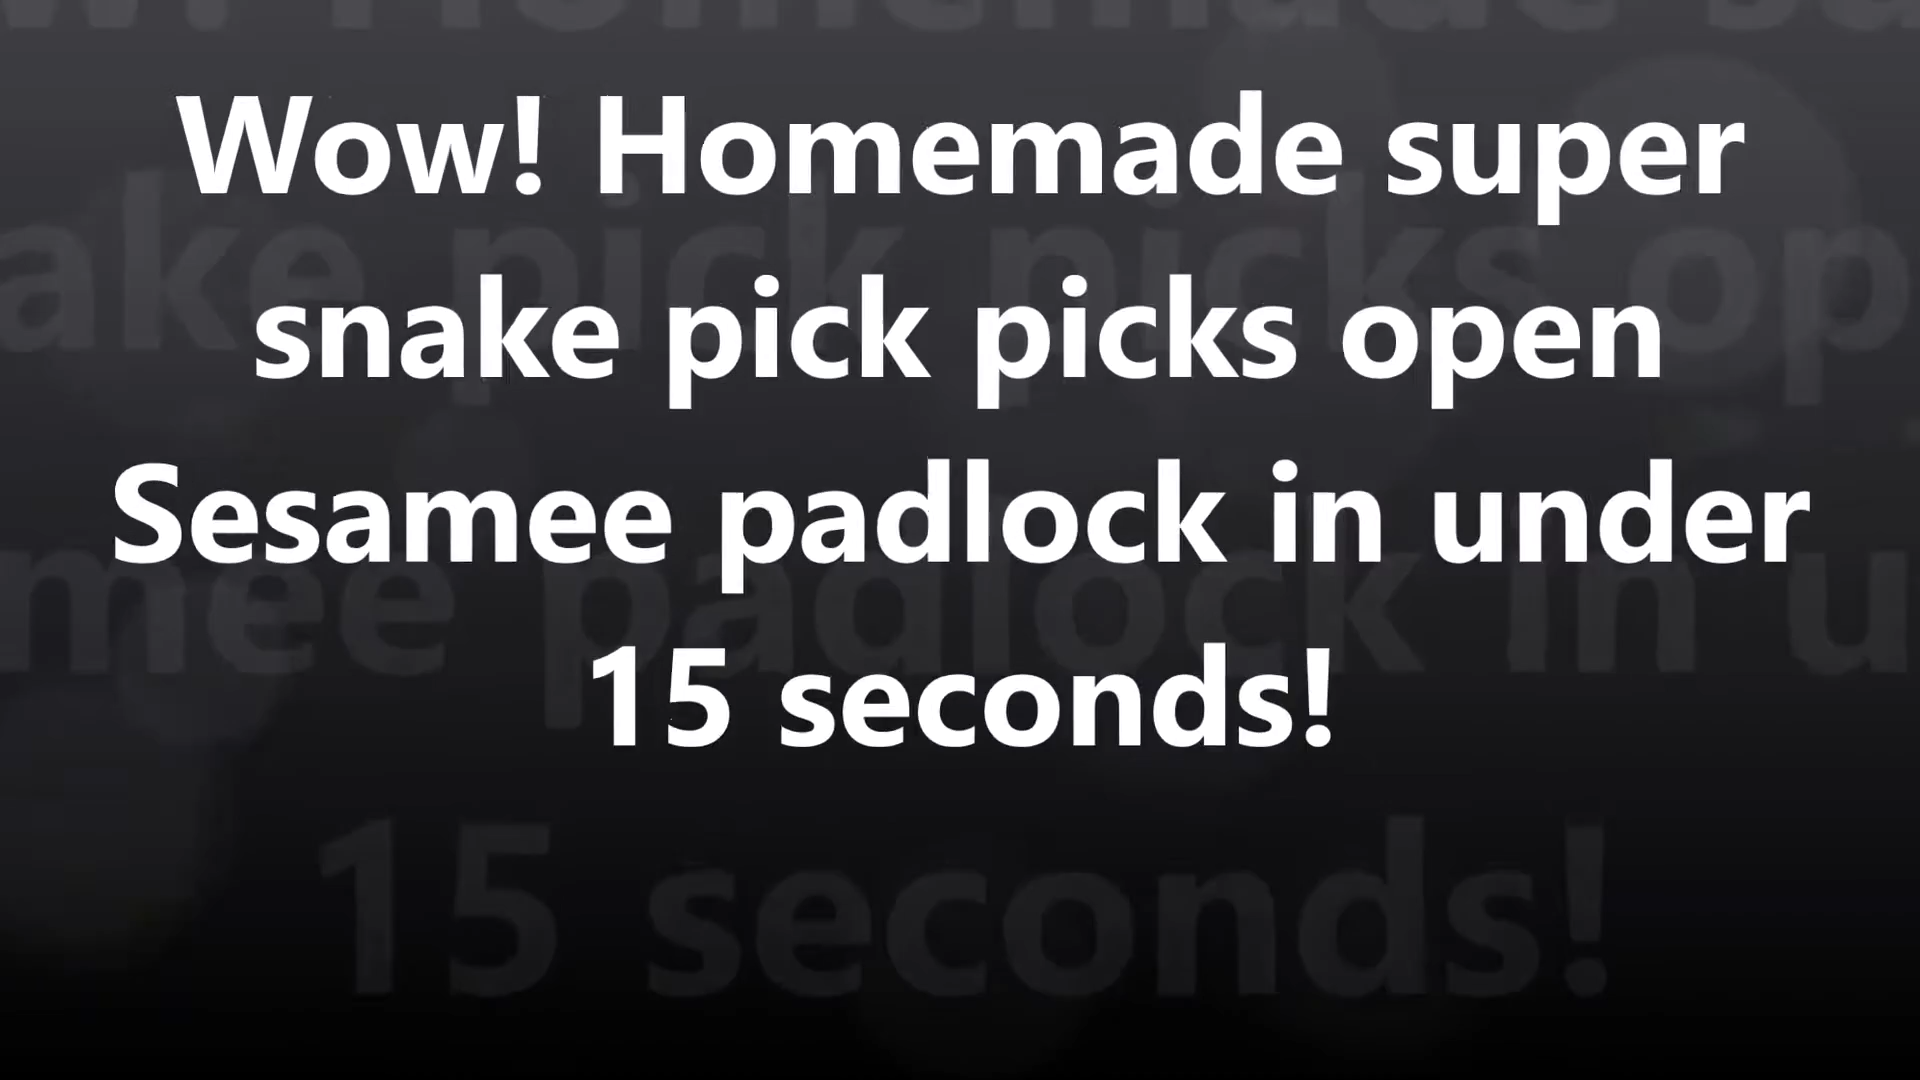 Wow! Homemade super
snake pick picks open
Sesamee padlock in under
15 seconds!